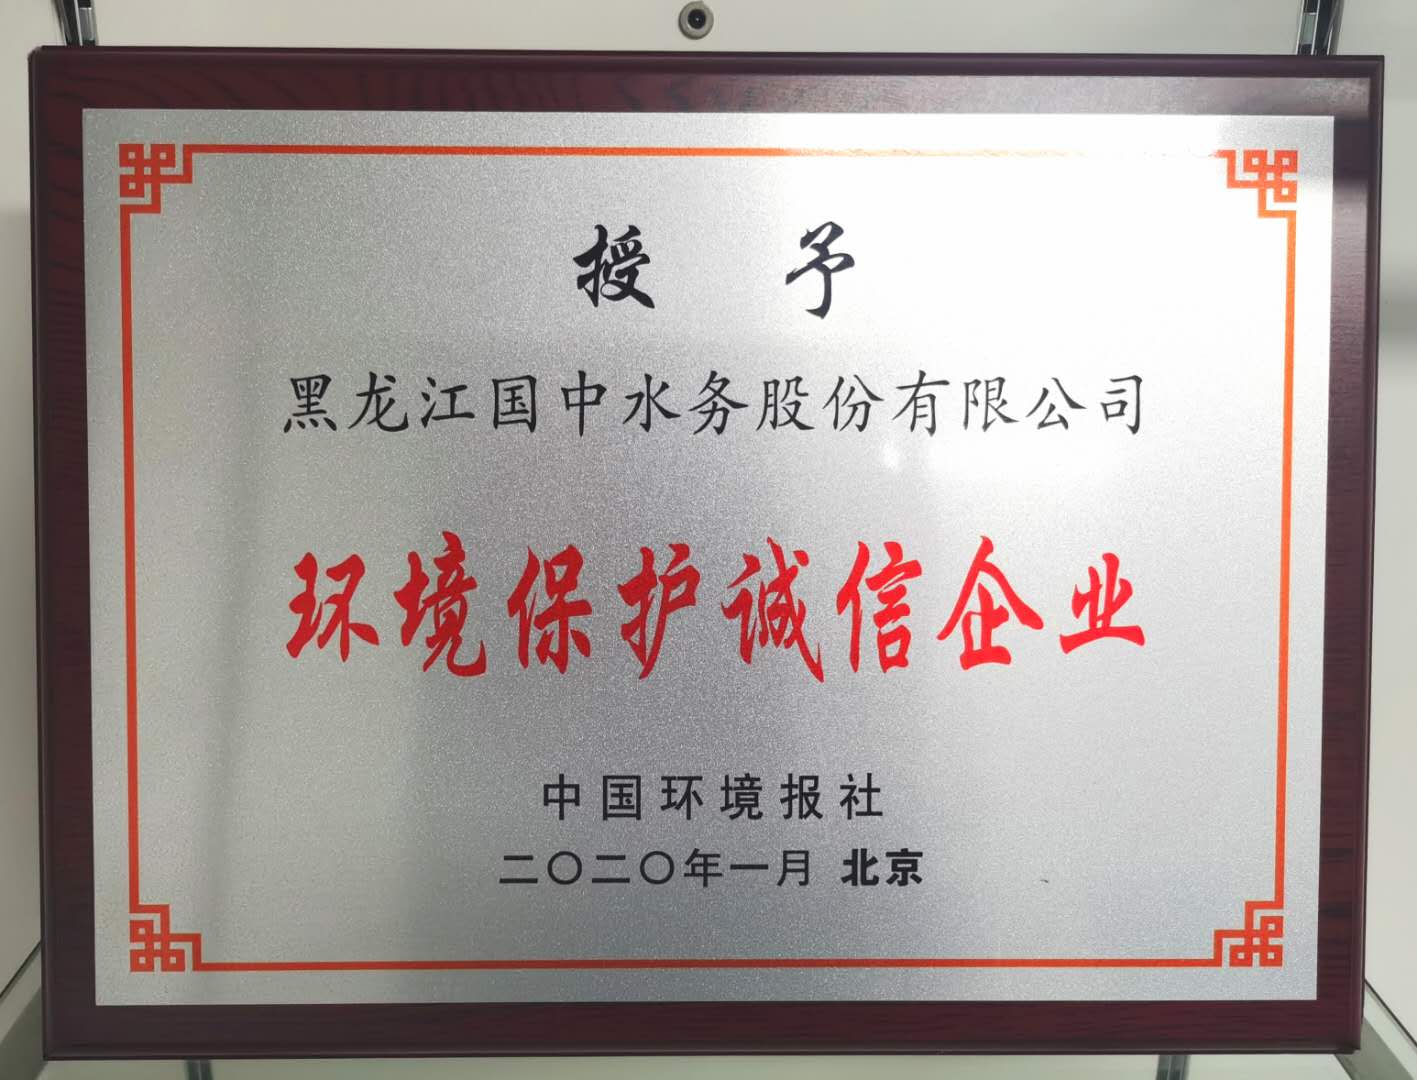 授予
黑龙江国中水务股份有限公司
环境保护诚信企业
中国环境报社
二〇二〇年一月 北京